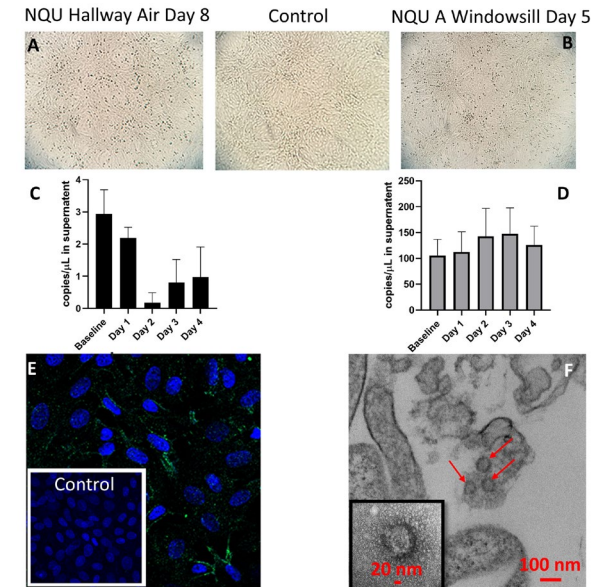 NQU Hallway Air Day 8
Control
NQU A Windowsill Day 5
A
B
C
copies/μL in supernatent
4
3
2
1
0
Baseline
Day 1
Day 2
Day 3
Day 4
D
copies/μL in supernatent
250
200
150
100
50
0
Baseline
Day 1
Day 2
Day 3
Day 4
E
Control
F
20 nm
100 nm